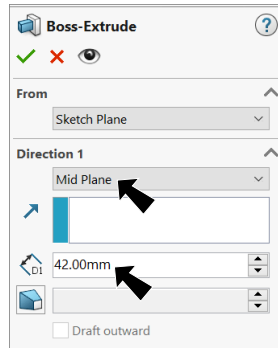 Boss-Extrude
?
From
Sketch Plane
Direction 1
Mid Plane
D1
42.00mm
Draft outward